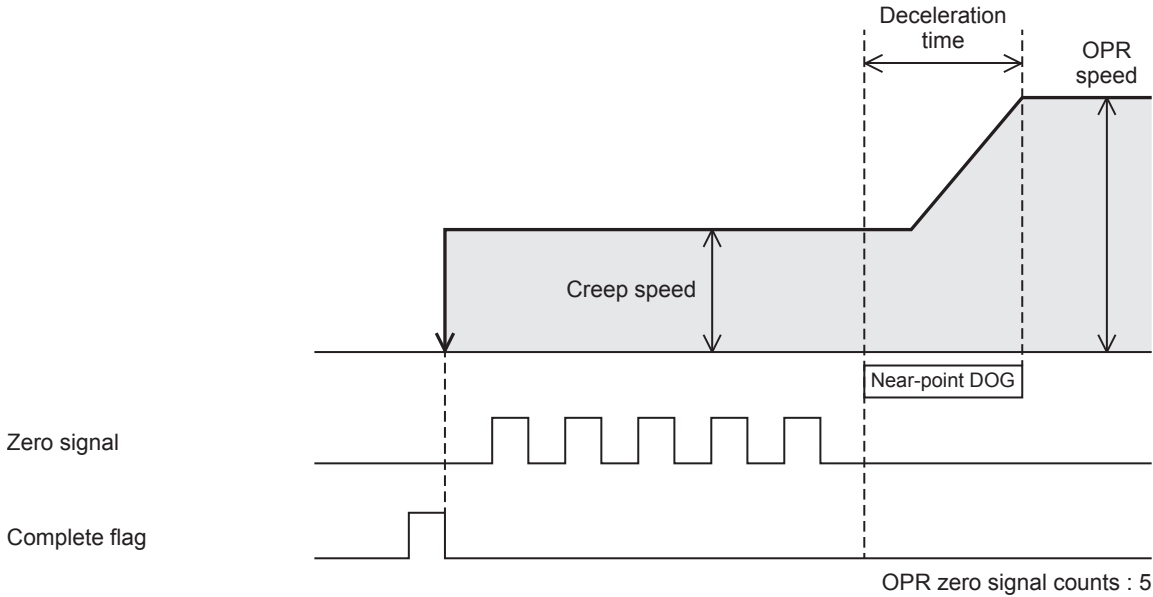 Deceleration
time
OPR
speed
Creep speed
Near-point DOG
Zero signal
Complete flag
OPR zero signal counts : 5